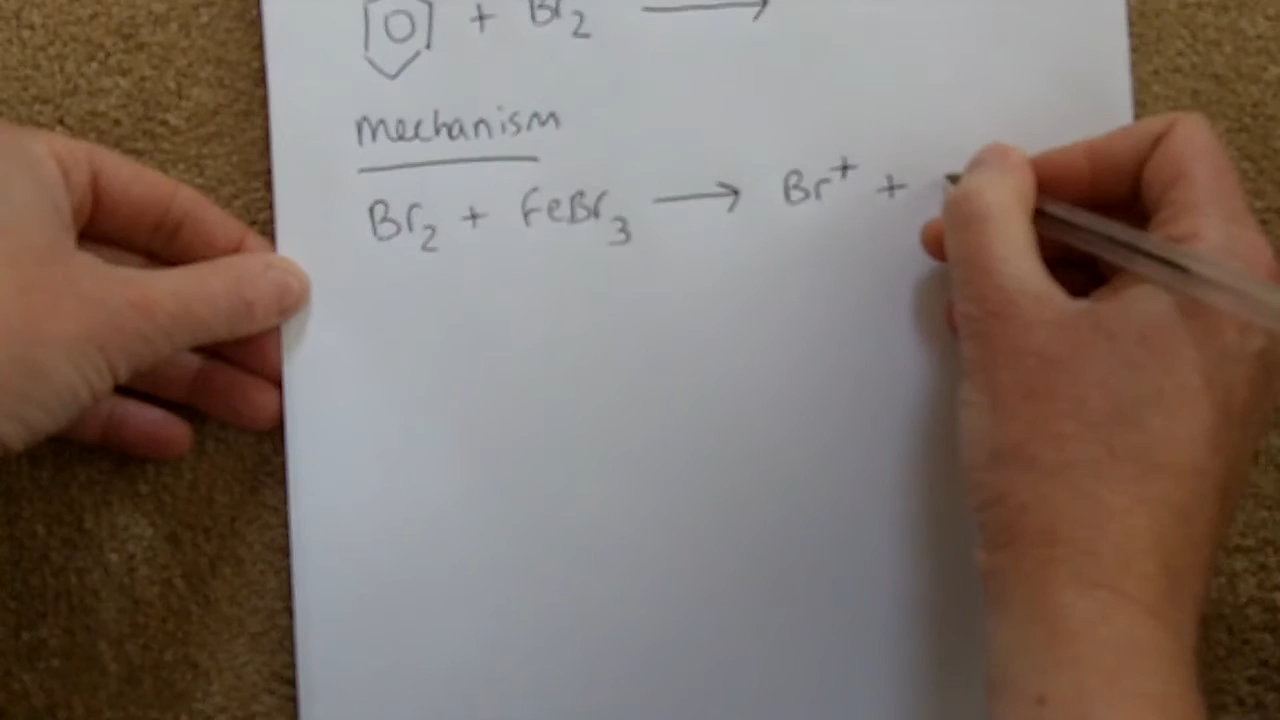 + Br₂ ⟶
mechanism
Br₂ + FeBr₃ ⟶ Br⁺ +